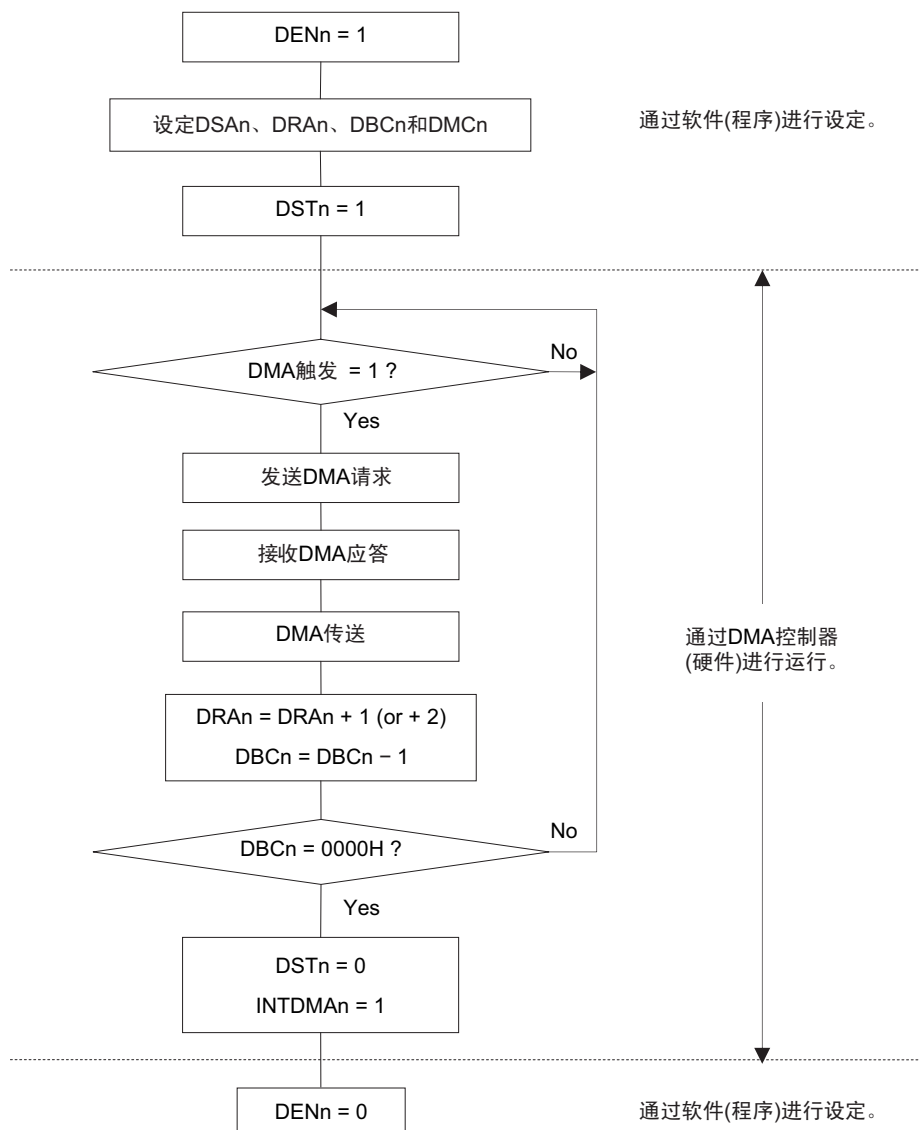 DENn = 1
设定DSAn、DRAn、DBCn和DMCn
通过软件(程序)进行设定。
DSTn = 1
DMA触发 = 1 ?
No
Yes
发送DMA请求
接收DMA应答
DMA传送
通过DMA控制器
(硬件)进行运行。
DRAn = DRAn + 1 (or + 2)
DBCn = DBCn − 1
DBCn = 0000H ?
No
Yes
DSTn = 0
INTDMAn = 1
DENn = 0
通过软件(程序)进行设定。